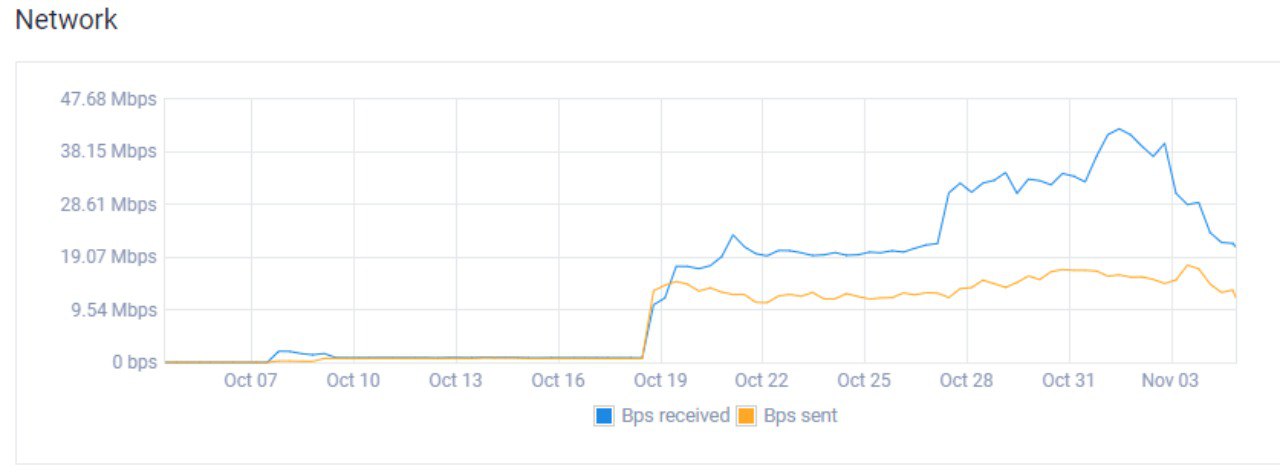 Network
47.68 Mbps
38.15 Mbps
28.61 Mbps
19.07 Mbps
9.54 Mbps
0 bps
Oct 07 Oct 10 Oct 13 Oct 16 Oct 19 Oct 22 Oct 25 Oct 28 Oct 31 Nov 03
Bps received Bps sent